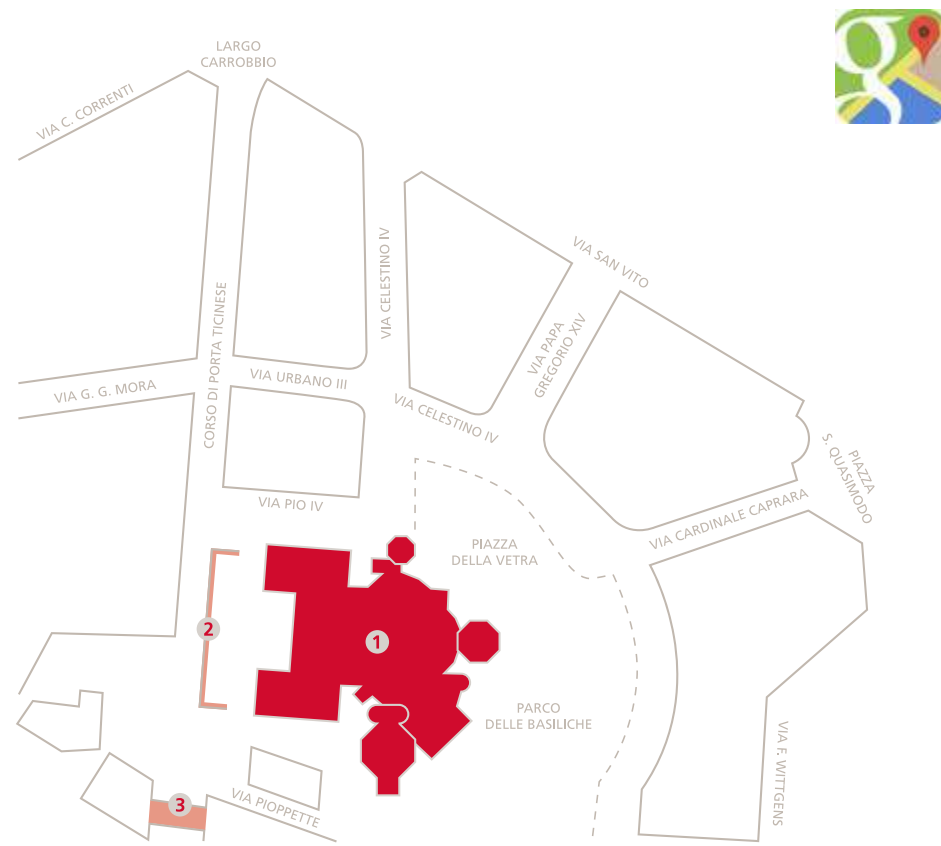 LARGO
CARROBBIO
g
VIA C. CORRENTI
VIA CELESTINO IV
VIA SAN VITO
CORSO DI PORTA TICINESE
VIA PAPA
GREGORIO XIV
VIA URBANO III
VIA G. G. MORA
VIA CELESTINO IV
PIAZZA
S. QUASIMODO
VIA PIO IV
VIA CARDINALE CAPRARA
PIAZZA
DELLA VETRA
2
1
PARCO
DELLE BASILICHE
VIA F. WITTGENS
3
VIA PIOPPETTE